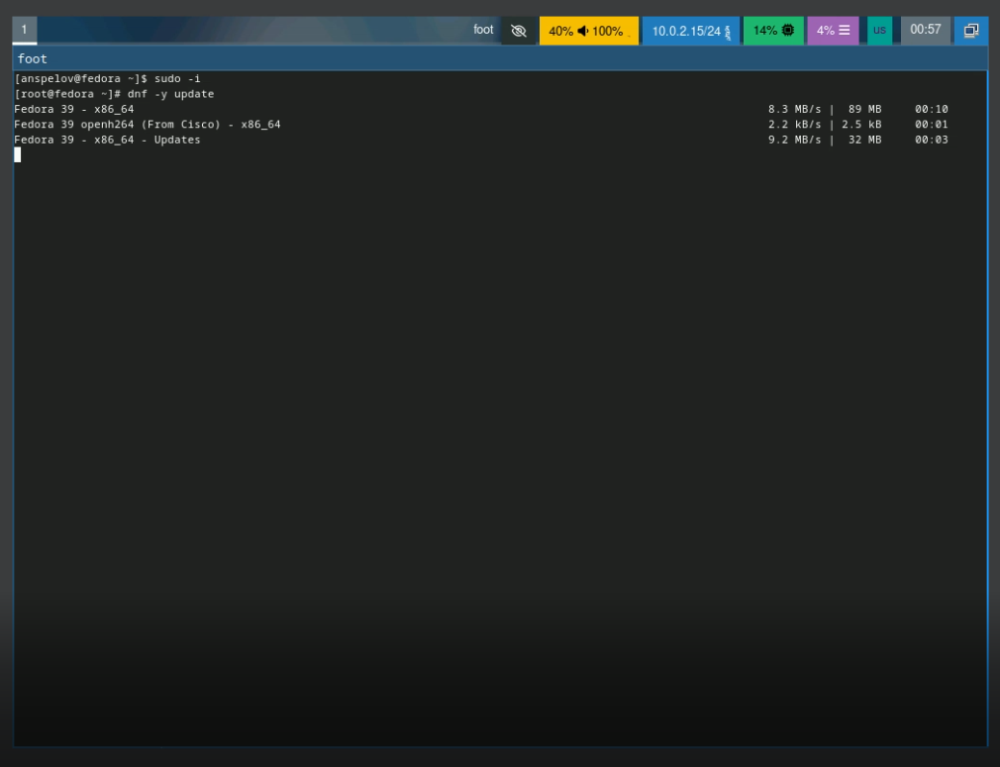 1 foot 40% 100% 10.0.2.15/24 14% 4% us 00:57
foot
[anspelov@fedora ~]$ sudo -i
[root@fedora ~]# dnf -y update
Fedora 39 - x86_64 8.3 MB/s | 89 MB 00:10
Fedora 39 openh264 (From Cisco) - x86_64 2.2 kB/s | 2.5 kB 00:01
Fedora 39 - x86_64 - Updates 9.2 MB/s | 32 MB 00:03